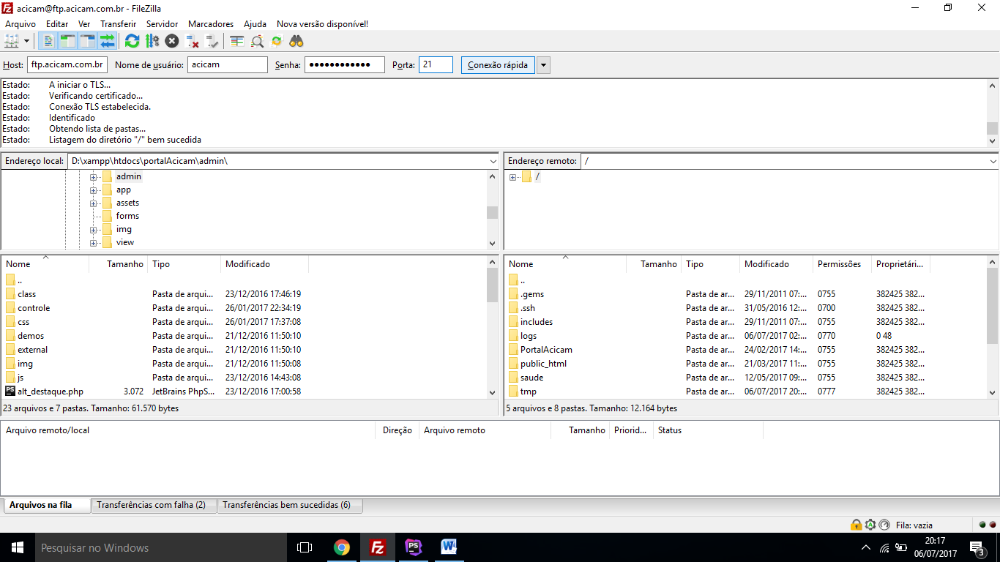 acicam@ftp.acicam.com.br - FileZilla
Arquivo Editar Ver Transferir Servidor Marcadores Ajuda Nova versão disponível!
Host: ftp.acicam.com.br Nome de usuário: acicam Senha: ●●●●●●●●●●●● Porta: 21 Conexão rápida
Estado: A iniciar o TLS...
Estado: Verificando certificado...
Estado: Conexão TLS estabelecida.
Estado: Identificado
Estado: Obtendo lista de pastas...
Estado: Listagem do diretório "/" bem sucedida
Endereço local: D:\xampp\htdocs\portalAcicam\admin\
admin
app
assets
forms
img
view
Nome Tamanho Tipo Modificado
..
class Pasta de arqui... 23/12/2016 17:46:19
controle Pasta de arqui... 26/01/2017 22:34:19
css Pasta de arqui... 26/01/2017 17:37:08
demos Pasta de arqui... 21/12/2016 11:50:10
external Pasta de arqui... 21/12/2016 11:50:10
img Pasta de arqui... 21/12/2016 11:50:08
js Pasta de arqui... 23/12/2016 14:43:08
alt_destaque.php 3.072 JetBrains PhpS... 23/12/2016 17:00:58
23 arquivos e 7 pastas. Tamanho: 61.570 bytes
Endereço remoto: /
/
Nome Tamanho Tipo Modificado Permissões Proprietári...
..
.gems Pasta de ar... 29/11/2011 07:... 0755 382425 382...
.ssh Pasta de ar... 31/05/2016 12:... 0700 382425 382...
includes Pasta de ar... 29/11/2011 07:... 0755 382425 382...
logs Pasta de ar... 06/07/2017 02:... 0770 0 48
PortalAcicam Pasta de ar... 24/02/2017 14:... 0755 382425 382...
public_html Pasta de ar... 21/03/2017 11:... 0755 382425 382...
saude Pasta de ar... 12/05/2017 09:... 0755 382425 382...
tmp Pasta de ar... 06/07/2017 20:... 0777 382425 382...
5 arquivos e 8 pastas. Tamanho: 12.164 bytes
Arquivo remoto/local Direção Arquivo remoto Tamanho Priorid... Status
Arquivos na fila Transferências com falha (2) Transferências bem sucedidas (6)
Fila: vazia
Pesquisar no Windows
20:17
06/07/2017
3